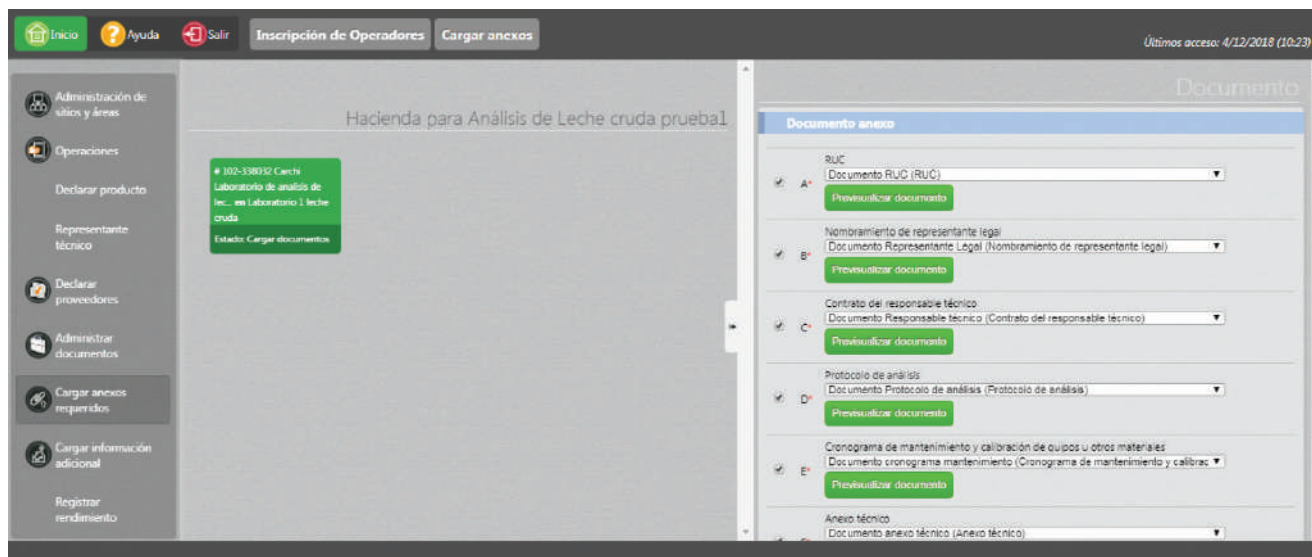 Inicio
Ayuda
Salir
Inscripción de Operadores
Cargar anexos
Últimos acceso: 4/12/2018 (10:23)
Administración de
sitios y áreas
Operaciones
Declarar producto
Representante
técnico
Declarar
proveedores
Administrar
documentos
Cargar anexos
requeridos
Cargar información
adicional
Registrar
rendimiento
Hacienda para Análisis de Leche cruda prueba1
# 102-338032 Carchi
Laboratorio de analisis de
lec... en Laboratorio 1 leche
cruda
Estado: Cargar documentos
Documento
Documento anexo
RUC
A* Documento RUC (RUC)
Previsualizar documento
Nombramiento de representante legal
B* Documento Representante Legal (Nombramiento de representante legal)
Previsualizar documento
Contrato del responsable técnico
C* Documento Responsable técnico (Contrato del responsable técnico)
Previsualizar documento
Protocolo de análisis
D* Documento Protocolo de análisis (Protocolo de análisis)
Previsualizar documento
Cronograma de mantenimiento y calibración de quipos u otros materiales
E* Documento cronograma mantenimiento (Cronograma de mantenimiento y calibrac
Previsualizar documento
Anexo técnico
Documento anexo técnico (Anexo técnico)